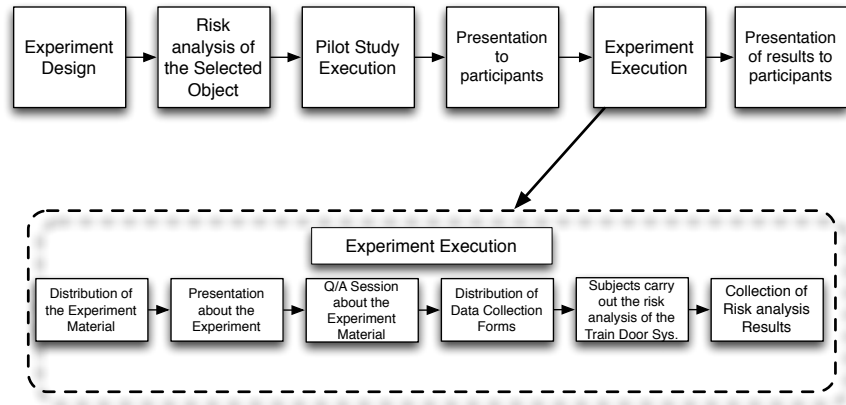 Experiment
Design
Risk
analysis of
the Selected
Object
Pilot Study
Execution
Presentation
to
participants
Experiment
Execution
Presentation
of results to
participants
Experiment Execution
Distribution of
the Experiment
Material
Presentation
about the
Experiment
Q/A Session
about the
Experiment
Material
Distribution of
Data Collection
Forms
Subjects carry
out the risk
analysis of the
Train Door Sys.
Collection of
Risk analysis
Results